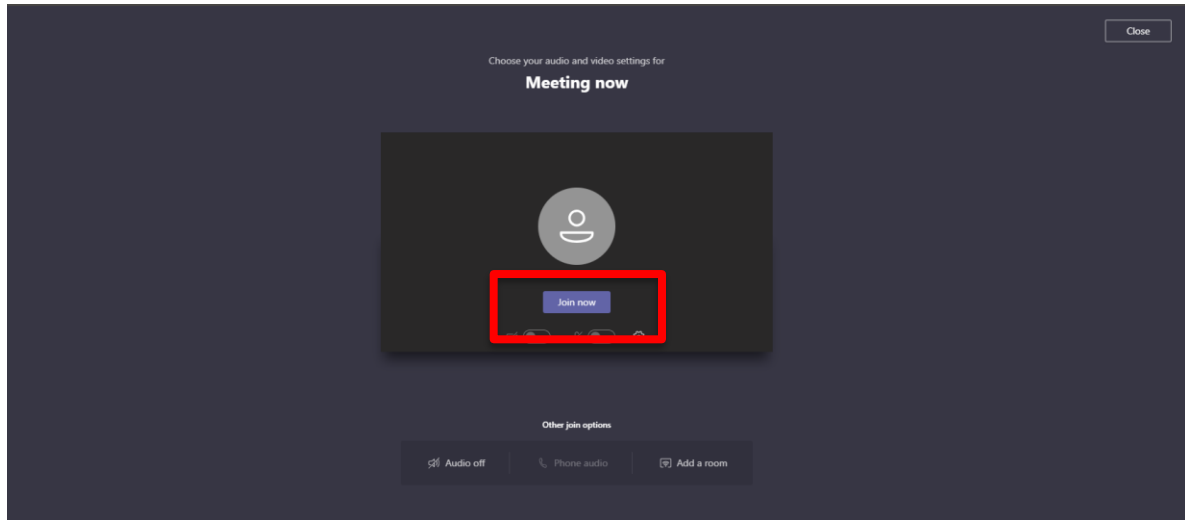 Close
Choose your audio and video settings for
Meeting now
Join now
Other join options
Audio off
Phone audio
Add a room